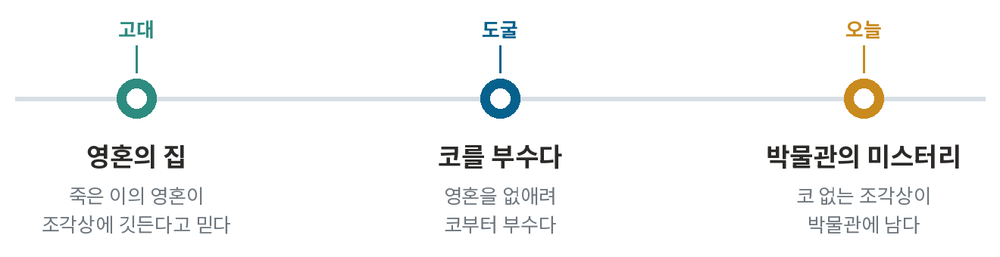 고대
영혼의 집
죽은 이의 영혼이
조각상에 깃든다고 믿다
도굴
코를 부수다
영혼을 없애려
코부터 부수다
오늘
박물관의 미스터리
코 없는 조각상이
박물관에 남다